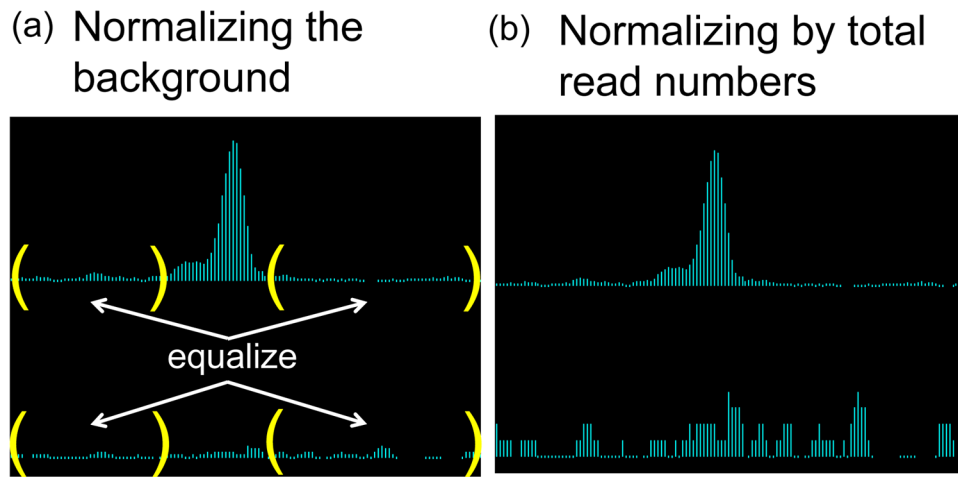 (a) Normalizing the
background
(b) Normalizing by total
read numbers
equalize